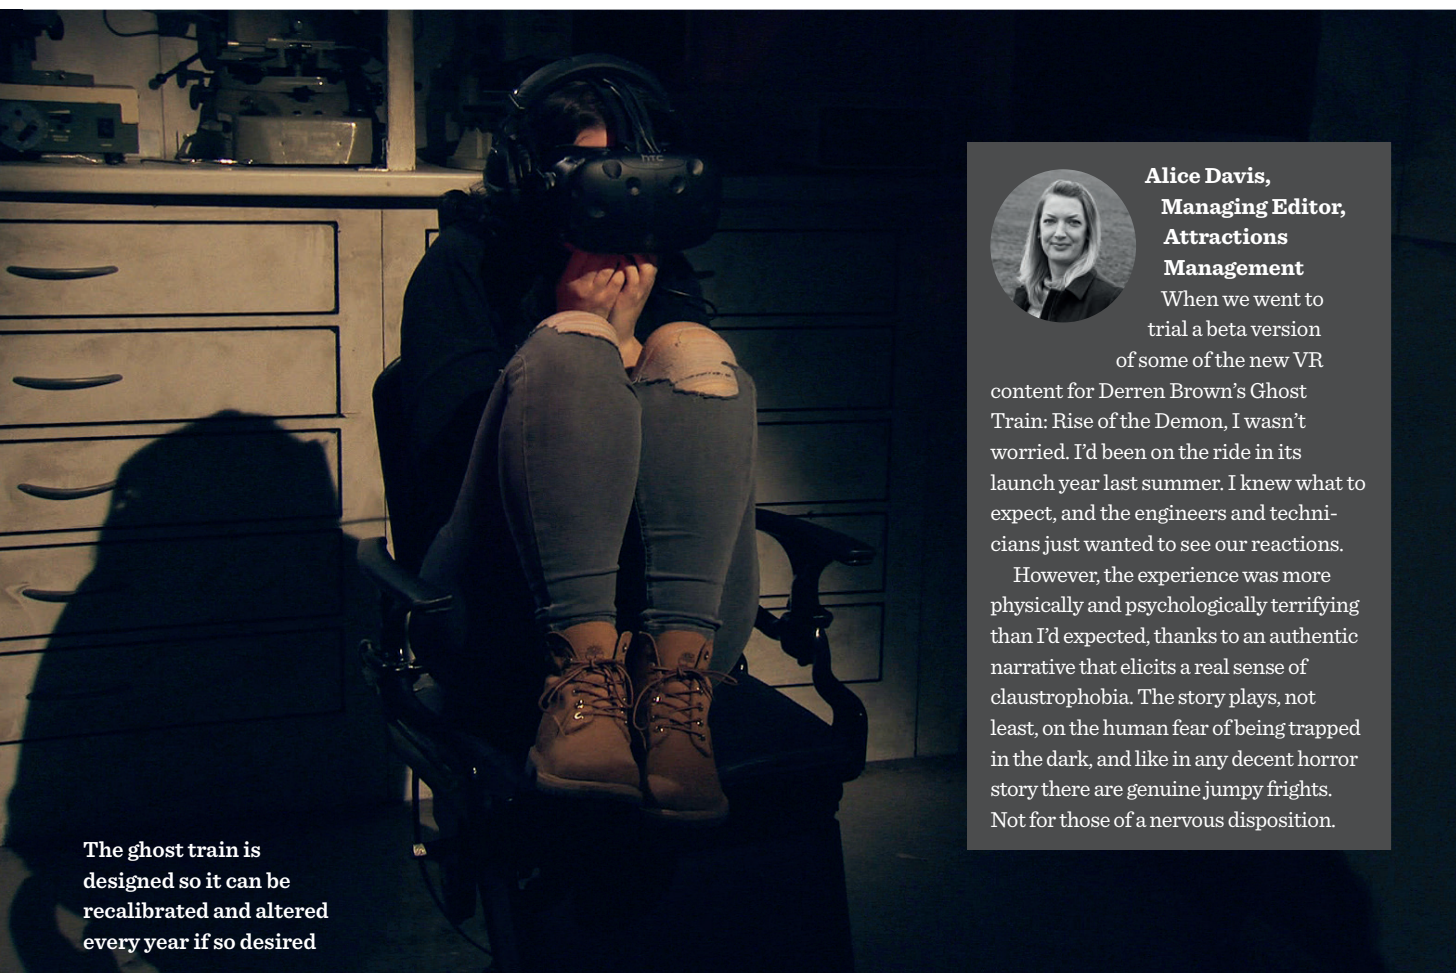 htc
Alice Davis,
Managing Editor,
Attractions
Management
When we went to
trial a beta version
of some of the new VR
content for Derren Brown’s Ghost
Train: Rise of the Demon, I wasn’t
worried. I’d been on the ride in its
launch year last summer. I knew what to
expect, and the engineers and techni-
cians just wanted to see our reactions.
However, the experience was more
physically and psychologically terrifying
than I’d expected, thanks to an authentic
narrative that elicits a real sense of
claustrophobia. The story plays, not
least, on the human fear of being trapped
in the dark, and like in any decent horror
story there are genuine jumpy frights.
Not for those of a nervous disposition.
The ghost train is
designed so it can be
recalibrated and altered
every year if so desired